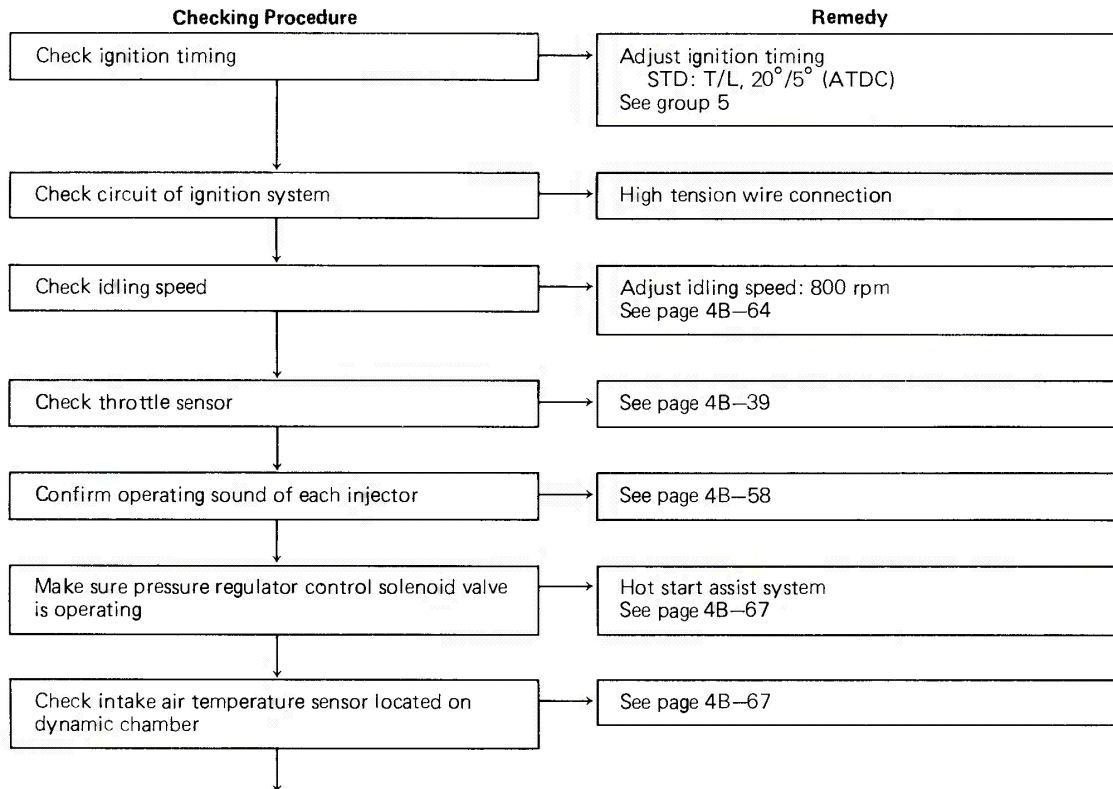 Checking Procedure
Remedy
Check ignition timing
Adjust ignition timing
STD: T/L, 20°/5° (ATDC)
See group 5
Check circuit of ignition system
High tension wire connection
Check idling speed
Adjust idling speed: 800 rpm
See page 4B–64
Check throttle sensor
See page 4B–39
Confirm operating sound of each injector
See page 4B–58
Make sure pressure regulator control solenoid valve
is operating
Hot start assist system
See page 4B–67
Check intake air temperature sensor located on
dynamic chamber
See page 4B–67